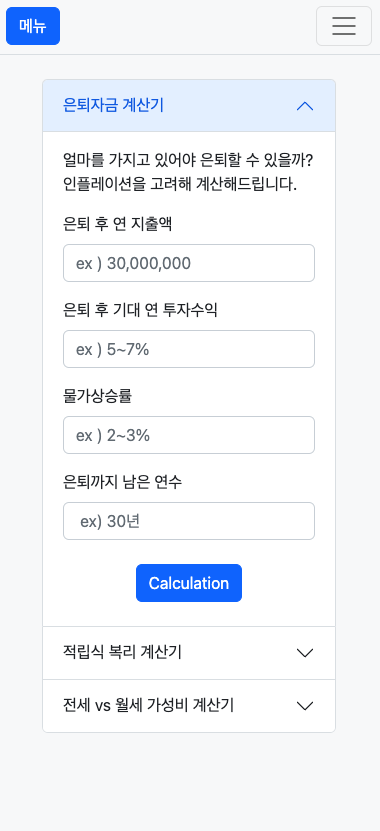 메뉴
은퇴자금 계산기
얼마를 가지고 있어야 은퇴할 수 있을까?
인플레이션을 고려해 계산해드립니다.
은퇴 후 연 지출액
ex ) 30,000,000
은퇴 후 기대 연 투자수익
ex ) 5~7%
물가상승률
ex ) 2~3%
은퇴까지 남은 연수
ex) 30년
Calculation
적립식 복리 계산기
전세 vs 월세 가성비 계산기